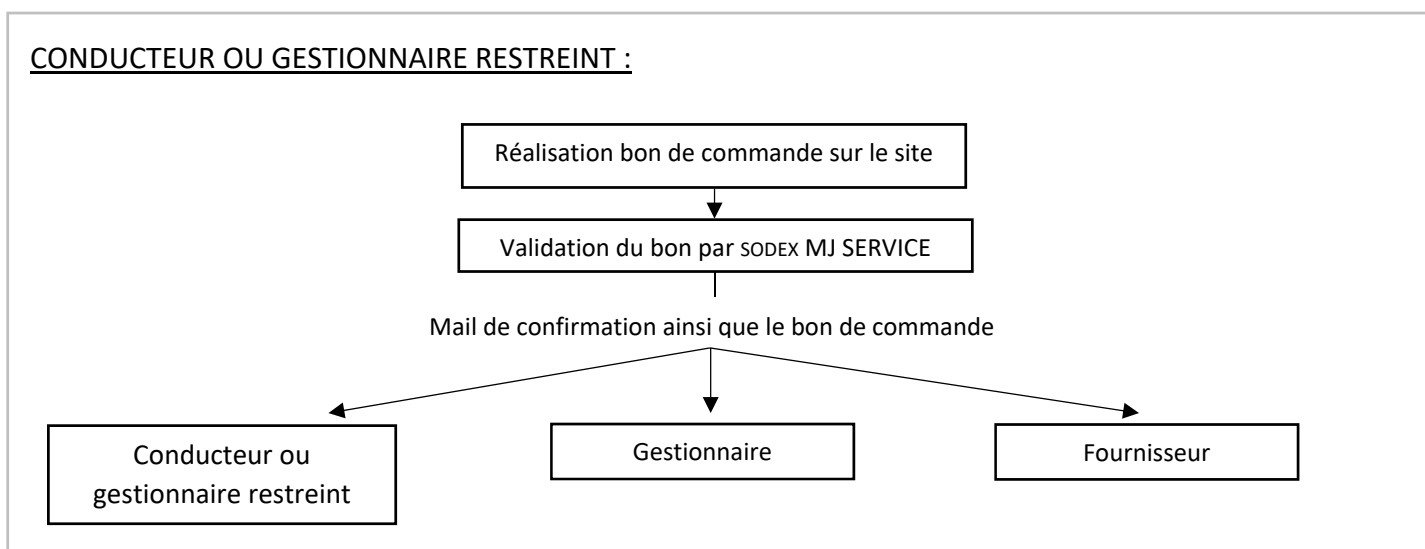 CONDUCTEUR OU GESTIONNAIRE RESTREINT :
Réalisation bon de commande sur le site
Validation du bon par SODEX MJ SERVICE
Mail de confirmation ainsi que le bon de commande
Conducteur ou
gestionnaire restreint
Gestionnaire
Fournisseur